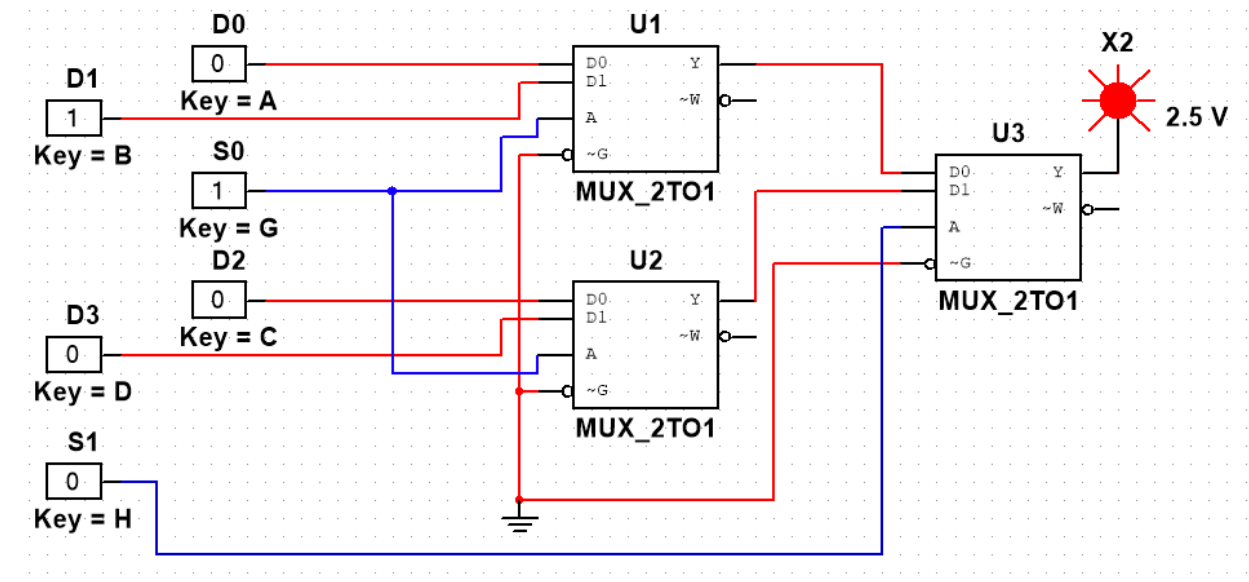 D0
0
Key = A
D1
1
Key = B
S0
1
Key = G
D2
0
Key = C
D3
0
Key = D
S1
0
Key = H
U1
D0 Y
D1
~W
A
~G
MUX_2TO1
U2
D0 Y
D1
~W
A
~G
MUX_2TO1
U3
D0 Y
D1
~W
A
~G
MUX_2TO1
X2
2.5 V